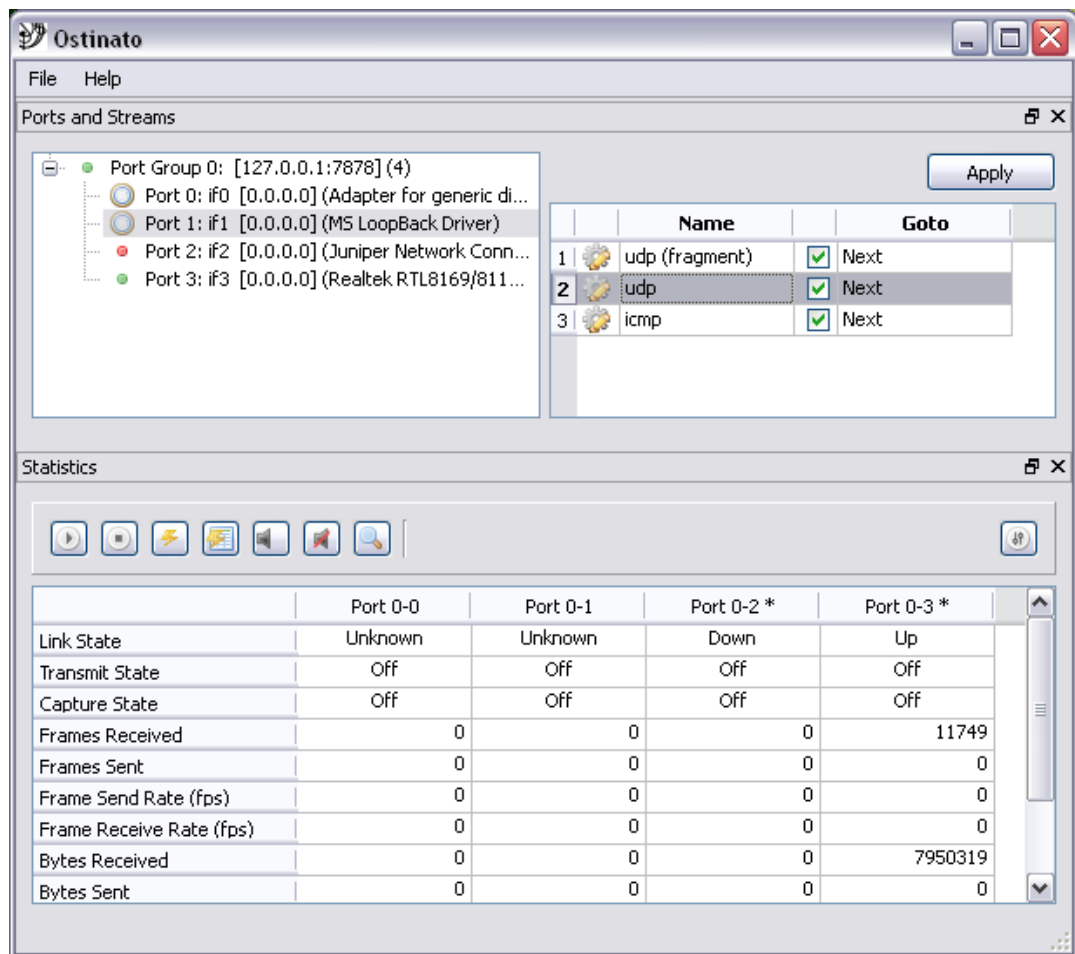 Ostinato
File Help
Ports and Streams
Port Group 0: [127.0.0.1:7878] (4)
Port 0: if0 [0.0.0.0] (Adapter for generic di...
Port 1: if1 [0.0.0.0] (MS LoopBack Driver)
Port 2: if2 [0.0.0.0] (Juniper Network Conn...
Port 3: if3 [0.0.0.0] (Realtek RTL8169/811...
Apply
Name Goto
1 udp (fragment) Next
2 udp Next
3 icmp Next
Statistics
Port 0-0 Port 0-1 Port 0-2 * Port 0-3 *
Link State Unknown Unknown Down Up
Transmit State Off Off Off Off
Capture State Off Off Off Off
Frames Received 0 0 0 11749
Frames Sent 0 0 0 0
Frame Send Rate (fps) 0 0 0 0
Frame Receive Rate (fps) 0 0 0 0
Bytes Received 0 0 0 7950319
Bytes Sent 0 0 0 0